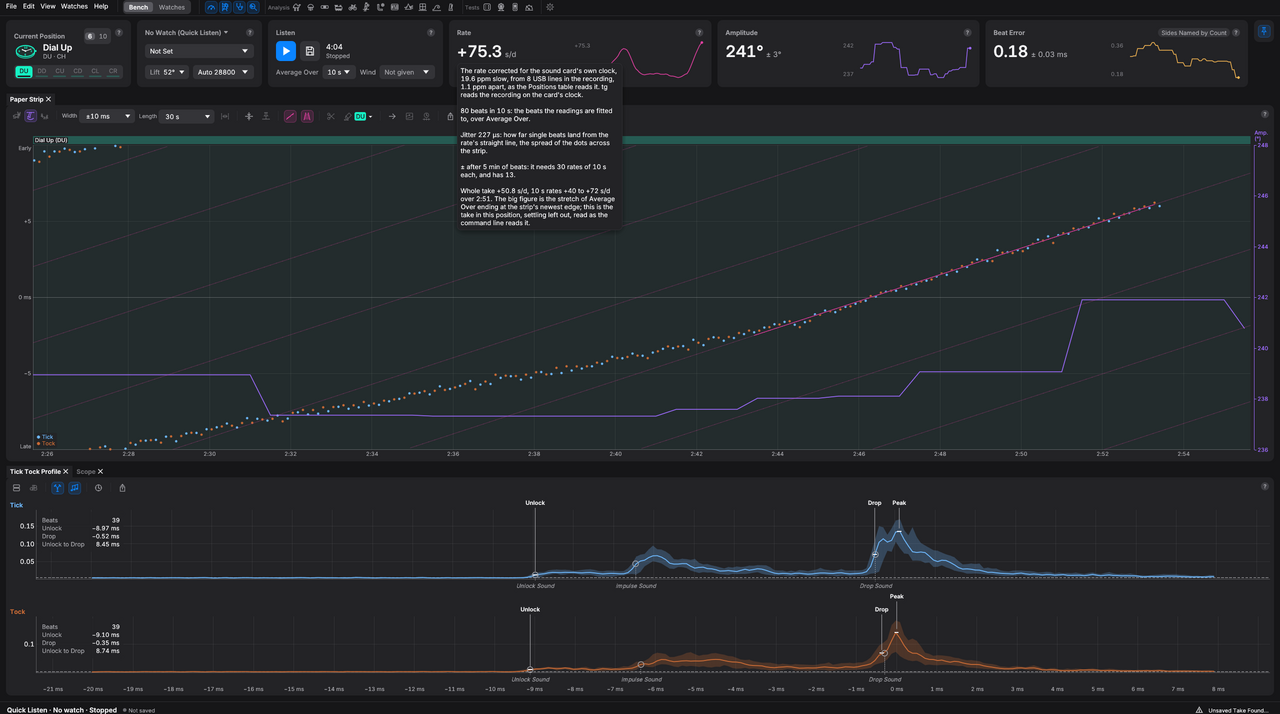 File Edit View Watches Help
Bench Watches
Analysis
Tests
Current Position
6 10
Dial Up
DU · CH
DU DD CU CD CL CR
No Watch (Quick Listen)
Not Set
Lift 52°
Auto 28800
Listen
4:04
Stopped
Average Over 10 s
Wind Not given
Rate
+75.3 s/d
+75.3
Amplitude
241° ± 3°
242
237
Beat Error
Sides Named by Count
0.18 ± 0.03 ms
0.38
0.18
The rate corrected for the sound card's own clock,
19.6 ppm slow, from 8 USB lines in the recording,
1.1 ppm apart, as the Positions table reads it. tg
reads the recording on the card's clock.
80 beats in 10 s: the beats the readings are fitted
to, over Average Over.
Jitter 227 µs: how far single beats land from the
rate's straight line, the spread of the dots across
the strip.
± after 5 min of beats: it needs 30 rates of 10 s
each, and has 13.
Whole take +50.8 s/d, 10 s rates +40 to +72 s/d
over 2:51. The big figure is the stretch of Average
Over ending at the strip's newest edge; this is the
take in this position, settling left out, read as the
command line reads it.
Paper Strip
Width ±10 ms
Length 30 s
DU
Dial Up (DU)
Amp.
(°)
Early
+5
0 ms
−5
Late
248
246
244
242
240
238
236
Tick
Tock
2:26 2:28 2:30 2:32 2:34 2:36 2:38 2:40 2:42 2:44 2:46 2:48 2:50 2:52 2:54
Tick Tock Profile
Scope
Tick
Unlock Drop Peak
0.15
0.10
0.05
Beats 39
Unlock −8.97 ms
Drop −0.52 ms
Unlock to Drop 8.45 ms
Unlock Sound Impulse Sound Drop Sound
Tock
Unlock Drop Peak
0.1
Beats 39
Unlock −9.10 ms
Drop −0.35 ms
Unlock to Drop 8.74 ms
Unlock Sound Impulse Sound Drop Sound
−21 ms −20 ms −19 ms −18 ms −17 ms −16 ms −15 ms −14 ms −13 ms −12 ms −11 ms −10 ms −9 ms −8 ms −7 ms −6 ms −5 ms −4 ms −3 ms −2 ms −1 ms 0 ms 1 ms 2 ms 3 ms 4 ms 5 ms 6 ms 7 ms 8 ms
Quick Listen · No watch · Stopped
Not saved
Unsaved Take Found...